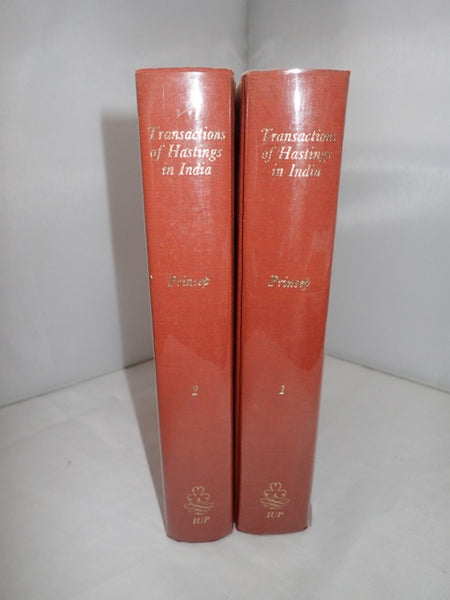 Transactions
of Hastings
in India
Prinsep
2
IUP
Transactions
of Hastings
in India
Prinsep
1
IUP